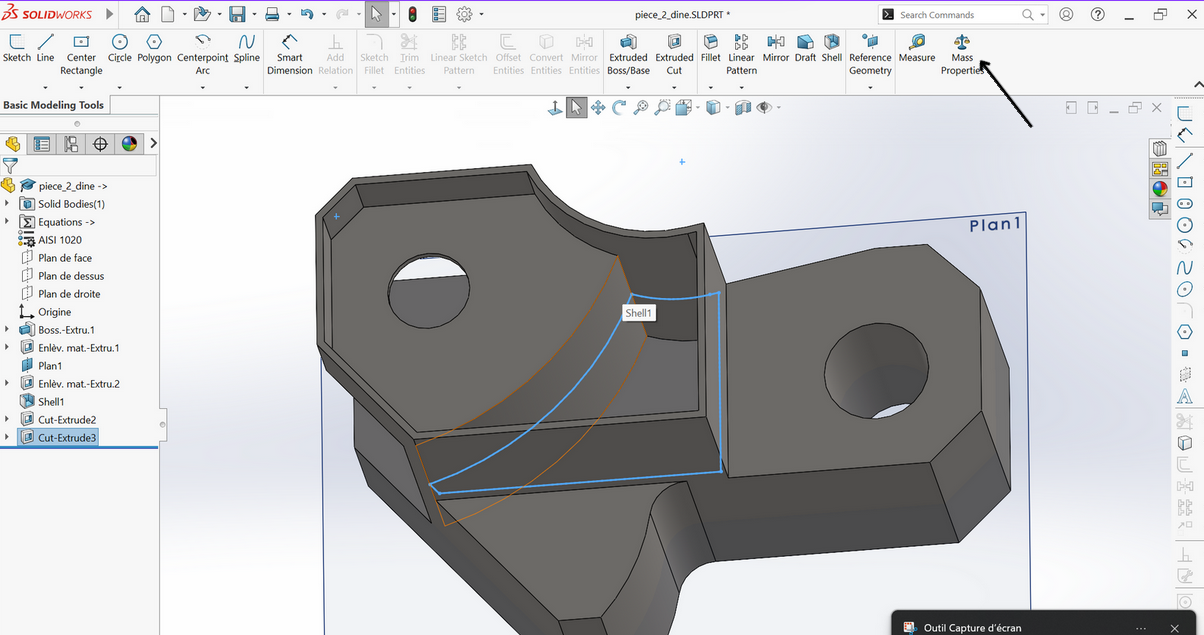 SOLIDWORKS
piece_2_dine.SLDPRT *
Search Commands
Sketch Line Center Rectangle Circle Polygon Centerpoint Arc Spline Smart Dimension Add Relation Sketch Fillet Trim Entities Linear Sketch Pattern Offset Entities Convert Entities Mirror Entities Extruded Boss/Base Extruded Cut Fillet Linear Pattern Mirror Draft Shell Reference Geometry Measure Mass Properties
Basic Modeling Tools
piece_2_dine ->
Solid Bodies(1)
Equations ->
AISI 1020
Plan de face
Plan de dessus
Plan de droite
Origine
Boss.-Extru.1
Enlèv. mat.-Extru.1
Plan1
Enlèv. mat.-Extru.2
Shell1
Cut-Extrude2
Cut-Extrude3
Plan1
Shell1
Outil Capture d'écran